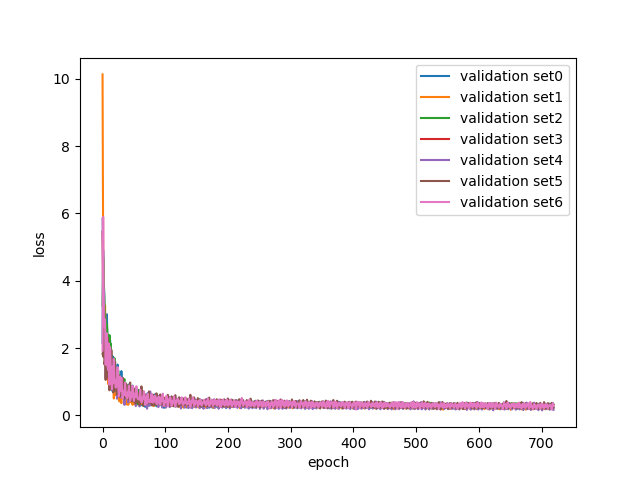 validation set0
validation set1
validation set2
validation set3
validation set4
validation set5
validation set6
10
8
6
4
2
0
loss
0 100 200 300 400 500 600 700
epoch